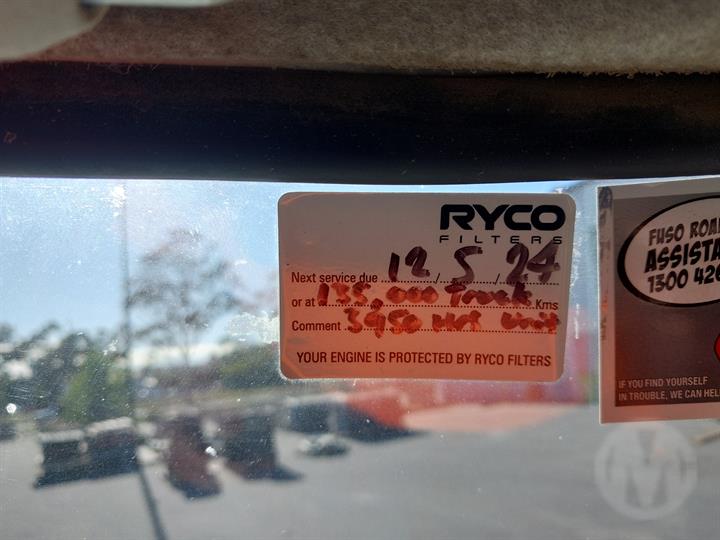 RYCO
FILTERS
Next service due 12 / 5 / 24
or at 135,000 Truck Kms
Comment 3950 Hrs Unit
YOUR ENGINE IS PROTECTED BY RYCO FILTERS
FUSO ROA
ASSISTA
1300 426
IF YOU FIND YOURSELF
IN TROUBLE, WE CAN HEL
M